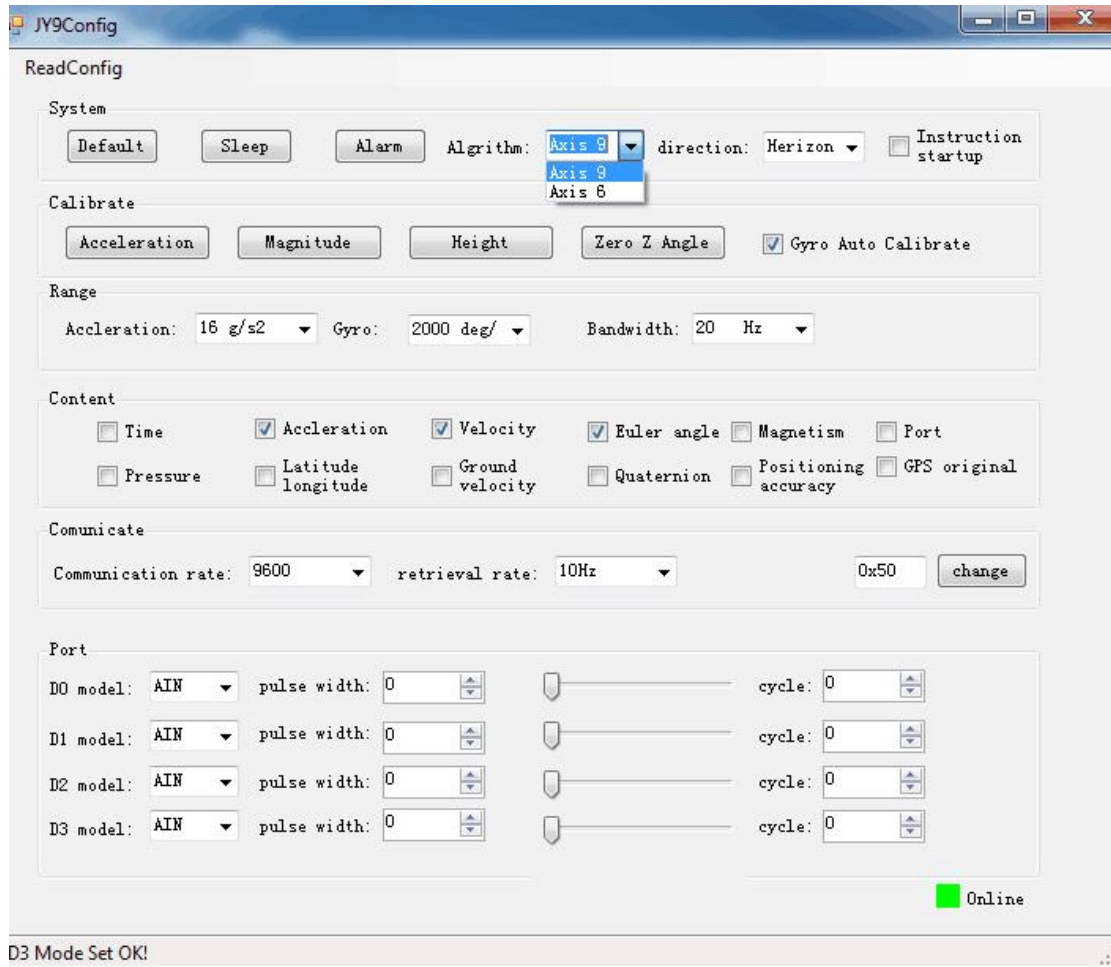 JY9Config
ReadConfig
System
Default Sleep Alarm Algrithm: Axis 9 direction: Herizon Instruction startup
Axis 9
Axis 6
Calibrate
Acceleration Magnitude Height Zero Z Angle Gyro Auto Calibrate
Range
Accleration: 16 g/s2 Gyro: 2000 deg/ Bandwidth: 20 Hz
Content
Time Accleration Velocity Euler angle Magnetism Port
Pressure Latitude longitude Ground velocity Quaternion Positioning accuracy GPS original
Comunicate
Communication rate: 9600 retrieval rate: 10Hz 0x50 change
Port
D0 model: AIN pulse width: 0 cycle: 0
D1 model: AIN pulse width: 0 cycle: 0
D2 model: AIN pulse width: 0 cycle: 0
D3 model: AIN pulse width: 0 cycle: 0
Online
D3 Mode Set OK!